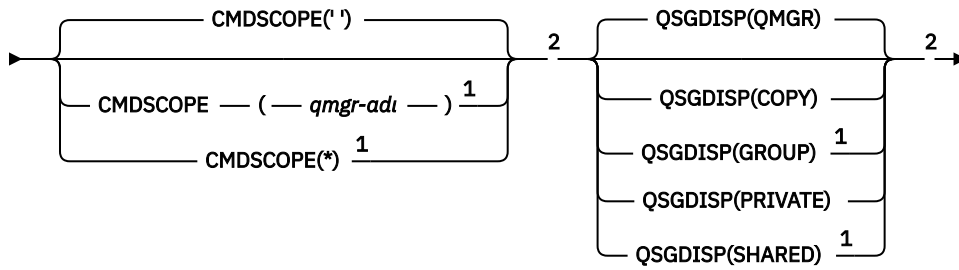 CMDSCOPE(' ')
2
CMDSCOPE ( qmgr-adı ) 1
CMDSCOPE(*) 1
QSGDISP(QMGR)
2
QSGDISP(COPY)
QSGDISP(GROUP) 1
QSGDISP(PRIVATE)
QSGDISP(SHARED) 1